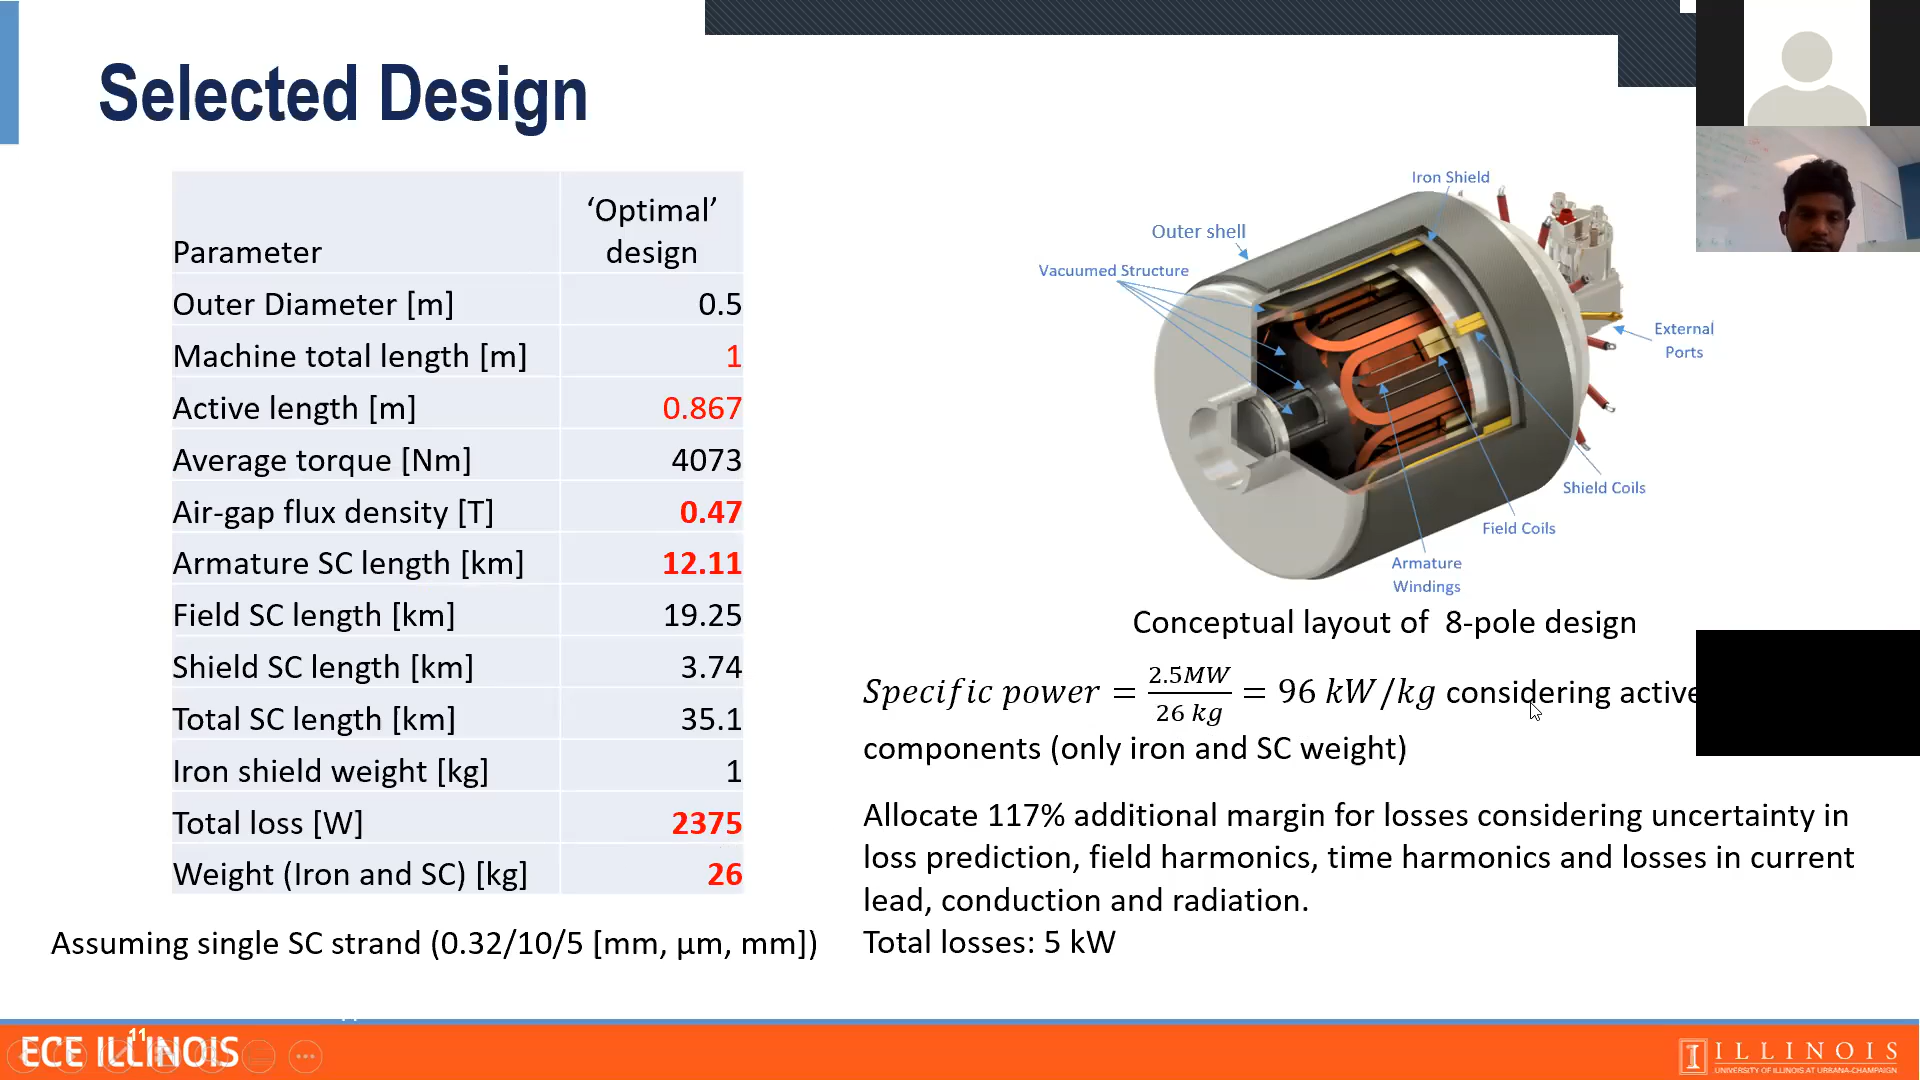 Selected Design
Parameter
‘Optimal’
design
Outer Diameter [m] 0.5
Machine total length [m] 1
Active length [m] 0.867
Average torque [Nm] 4073
Air-gap flux density [T] 0.47
Armature SC length [km] 12.11
Field SC length [km] 19.25
Shield SC length [km] 3.74
Total SC length [km] 35.1
Iron shield weight [kg] 1
Total loss [W] 2375
Weight (Iron and SC) [kg] 26
Assuming single SC strand (0.32/10/5 [mm, µm, mm])
Iron Shield
Outer shell
Vacuumed Structure
External
Ports
Shield Coils
Field Coils
Armature
Windings
Conceptual layout of 8-pole design
Specific power = 2.5MW / 26 kg = 96 kW/kg considering active
components (only iron and SC weight)
Allocate 117% additional margin for losses considering uncertainty in
loss prediction, field harmonics, time harmonics and losses in current
lead, conduction and radiation.
Total losses: 5 kW
11
ECE ILLINOIS
I ILLINOIS
UNIVERSITY OF ILLINOIS AT URBANA-CHAMPAIGN